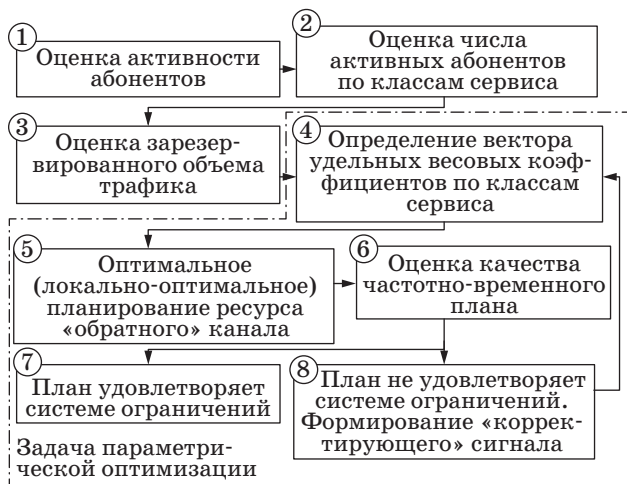 1
Оценка активности
абонентов
2
Оценка числа
активных абонентов
по классам сервиса
3
Оценка зарезер-
вированного объема
трафика
4
Определение вектора
удельных весовых коэф-
фициентов по классам
сервиса
5
Оптимальное
(локально-оптимальное)
планирование ресурса
«обратного» канала
6
Оценка качества
частотно-временного
плана
7
План удовлетворяет
системе ограничений
8
План не удовлетворяет
системе ограничений.
Формирование «коррек-
тирующего» сигнала
Задача параметри-
ческой оптимизации